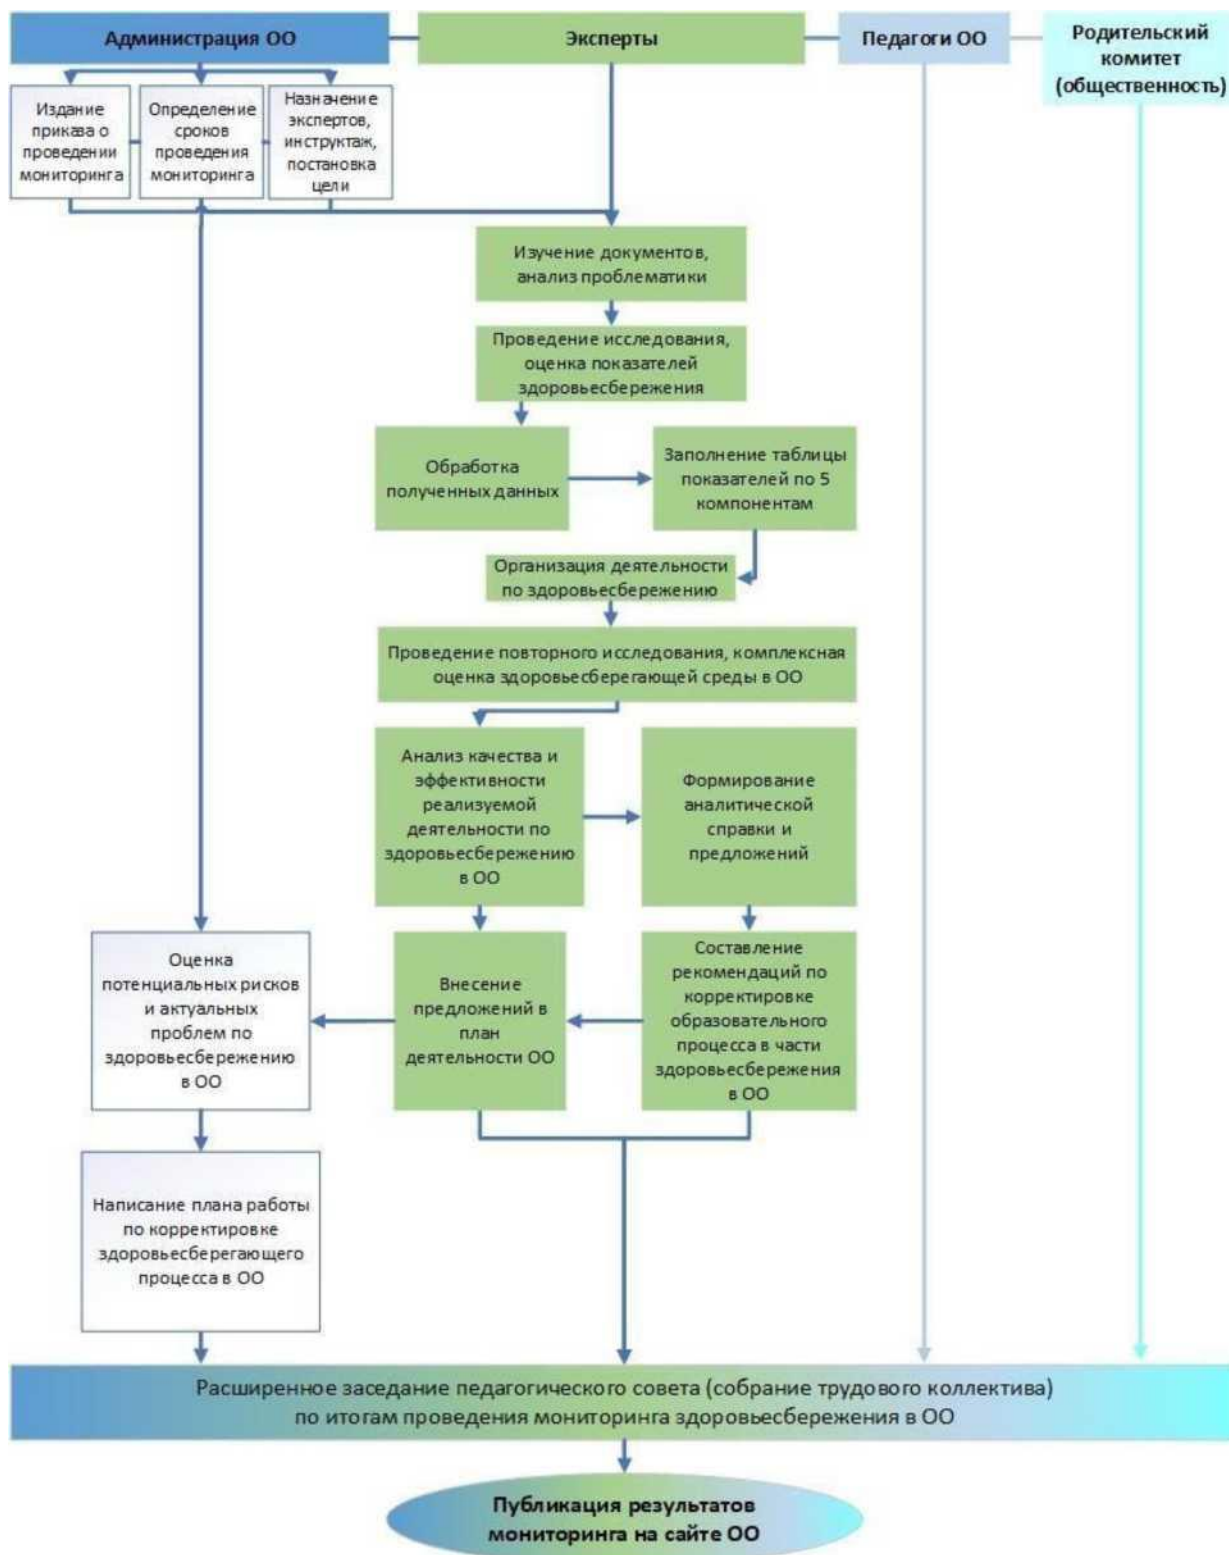 Администрация ОО
Эксперты
Педагоги ОО
Родительский
комитет
(общественность)
Издание
приказа о
проведении
мониторинга
Определение
сроков
проведения
мониторинга
Назначение
экспертов,
инструктаж,
постановка
цели
Изучение документов,
анализ проблематики
Проведение исследования,
оценка показателей
здоровьесбережения
Обработка
полученных данных
Заполнение таблицы
показателей по 5
компонентам
Организация деятельности
по здоровьесбережению
Проведение повторного исследования, комплексная
оценка здоровьесберегающей среды в ОО
Анализ качества и
эффективности
реализуемой
деятельности по
здоровьесбережению
в ОО
Формирование
аналитической
справки и
предложений
Оценка
потенциальных рисков
и актуальных
проблем по
здоровьесбережению
в ОО
Внесение
предложений в
план
деятельности ОО
Составление
рекомендаций по
корректировке
образовательного
процесса в части
здоровьесбережения
в ОО
Написание плана работы
по корректировке
здоровьесберегающего
процесса в ОО
Расширенное заседание педагогического совета (собрание трудового коллектива)
по итогам проведения мониторинга здоровьесбережения в ОО
Публикация результатов
мониторинга на сайте ОО